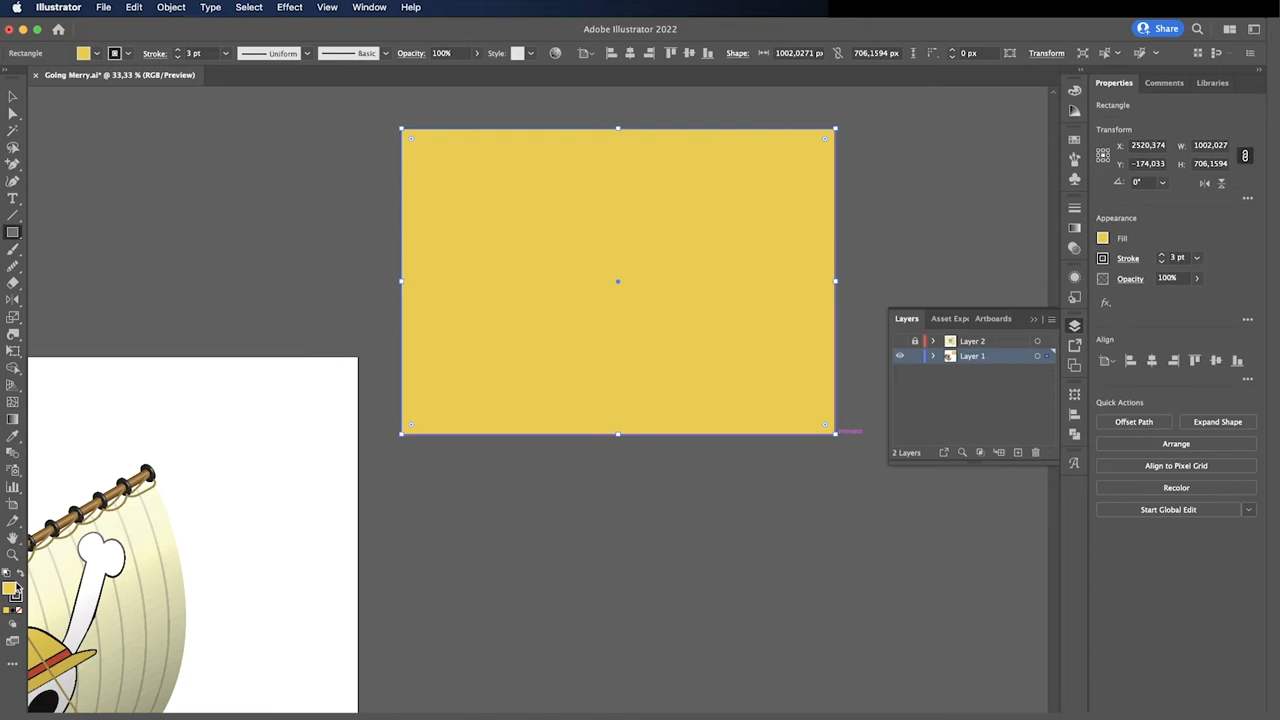 Illustrator File Edit Object Type Select Effect View Window Help
Adobe Illustrator 2022
Share
Rectangle Stroke: 3 pt Uniform Basic Opacity: 100% Style: Shape: 1002,0271 px 706,1594 px 0 px Transform
Going Merry.ai* @ 33,33 % (RGB/Preview)
Properties Comments Libraries
Rectangle
Transform
X: 2520,374 W: 1002,027
Y: -174,033 H: 706,1594
0°
Appearance
Fill
Stroke 3 pt
Opacity 100%
Align
Quick Actions
Offset Path Expand Shape
Arrange
Align to Pixel Grid
Recolor
Start Global Edit
Layers Asset Expo Artboards
Layer 2
Layer 1
2 Layers
intersect